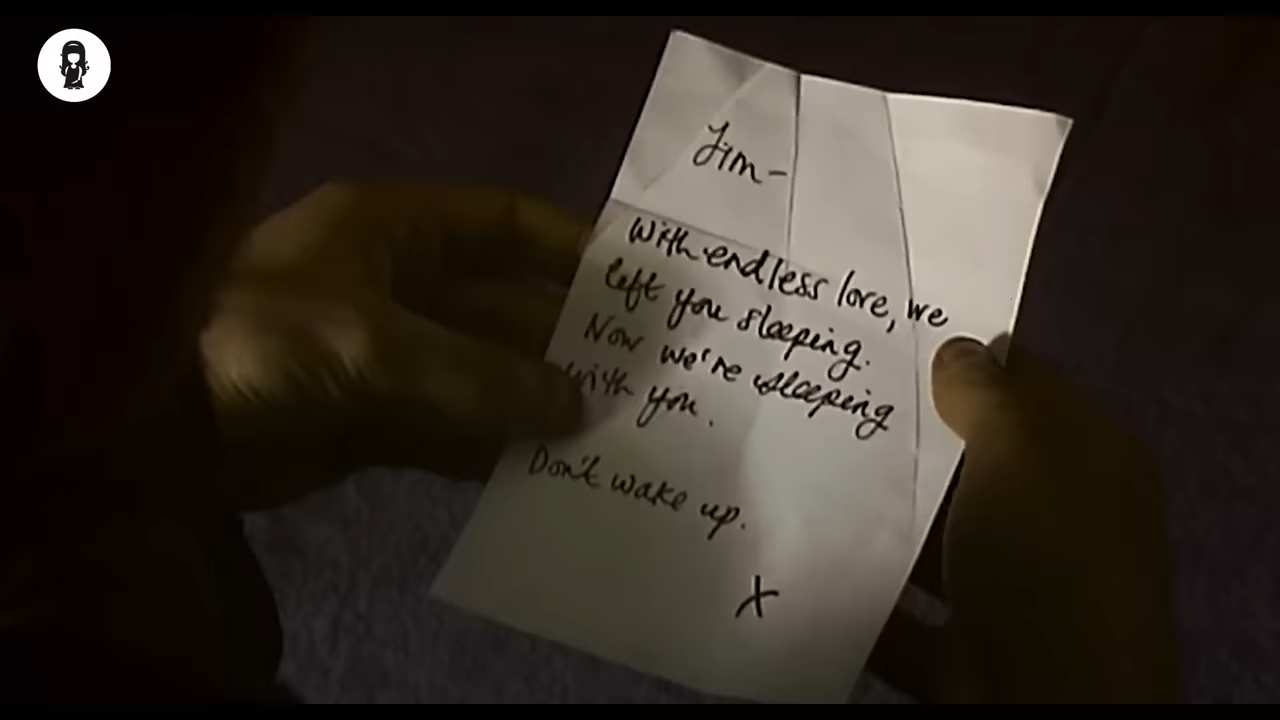 Jim-
With endless love, we
left you sleeping.
Now we're sleeping
with you.
Don't wake up.
X